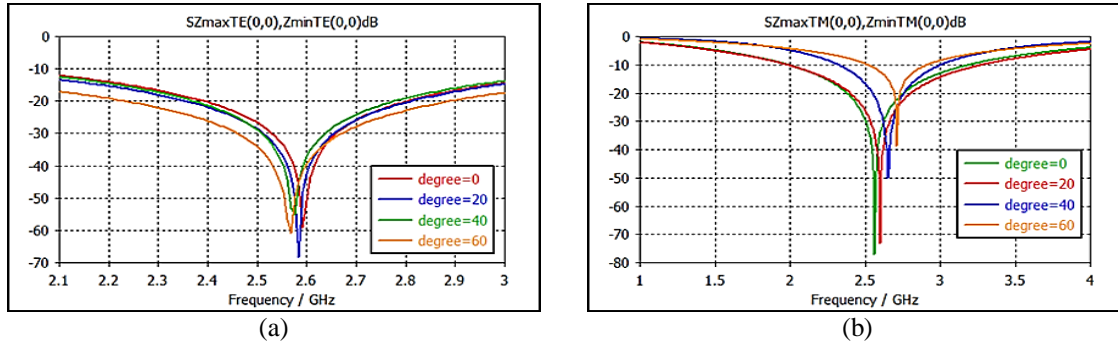 SZmaxTE(0,0),ZminTE(0,0)dB
0
-10
-20
-30
-40
-50
-60
-70
degree=0
degree=20
degree=40
degree=60
2.1 2.2 2.3 2.4 2.5 2.6 2.7 2.8 2.9 3
Frequency / GHz
(a)
SZmaxTM(0,0),ZminTM(0,0)dB
0
-10
-20
-30
-40
-50
-60
-70
-80
degree=0
degree=20
degree=40
degree=60
1 1.5 2 2.5 3 3.5 4
Frequency / GHz
(b)